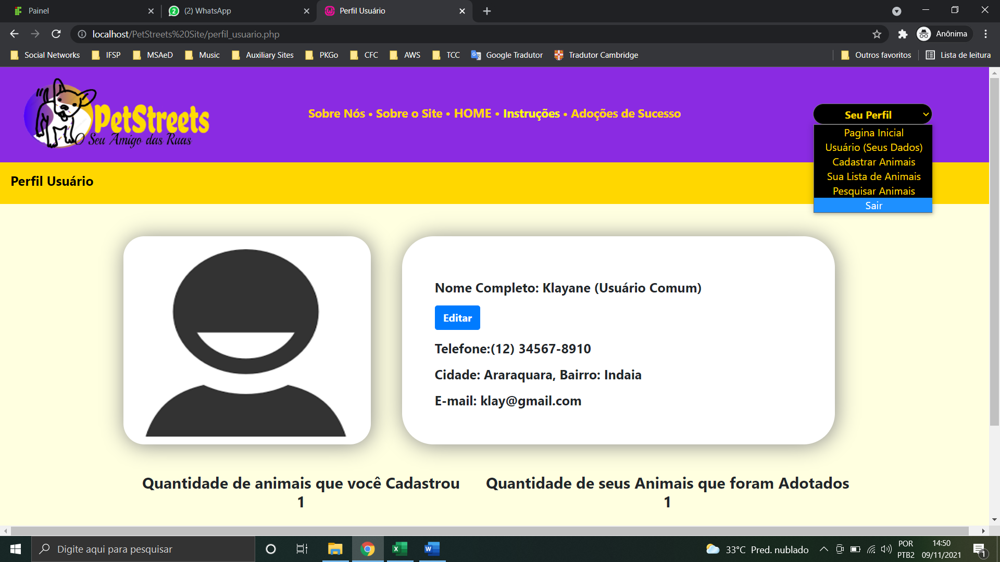 Painel
(2) WhatsApp
Perfil Usuário
localhost/PetStreets%20Site/perfil_usuario.php
Anônima
Social Networks
IFSP
MSAeD
Music
Auxiliary Sites
PKGo
CFC
AWS
TCC
Google Tradutor
Tradutor Cambridge
Outros favoritos
Lista de leitura
PetStreets
O Seu Amigo das Ruas
Sobre Nós • Sobre o Site • HOME • Instruções • Adoções de Sucesso
Seu Perfil
Pagina Inicial
Usuário (Seus Dados)
Cadastrar Animais
Sua Lista de Animais
Pesquisar Animais
Sair
Perfil Usuário
Nome Completo: Klayane (Usuário Comum)
Editar
Telefone:(12) 34567-8910
Cidade: Araraquara, Bairro: Indaia
E-mail: klay@gmail.com
Quantidade de animais que você Cadastrou
1
Quantidade de seus Animais que foram Adotados
1
Digite aqui para pesquisar
33°C Pred. nublado
POR
PTB2
14:50
09/11/2021
1